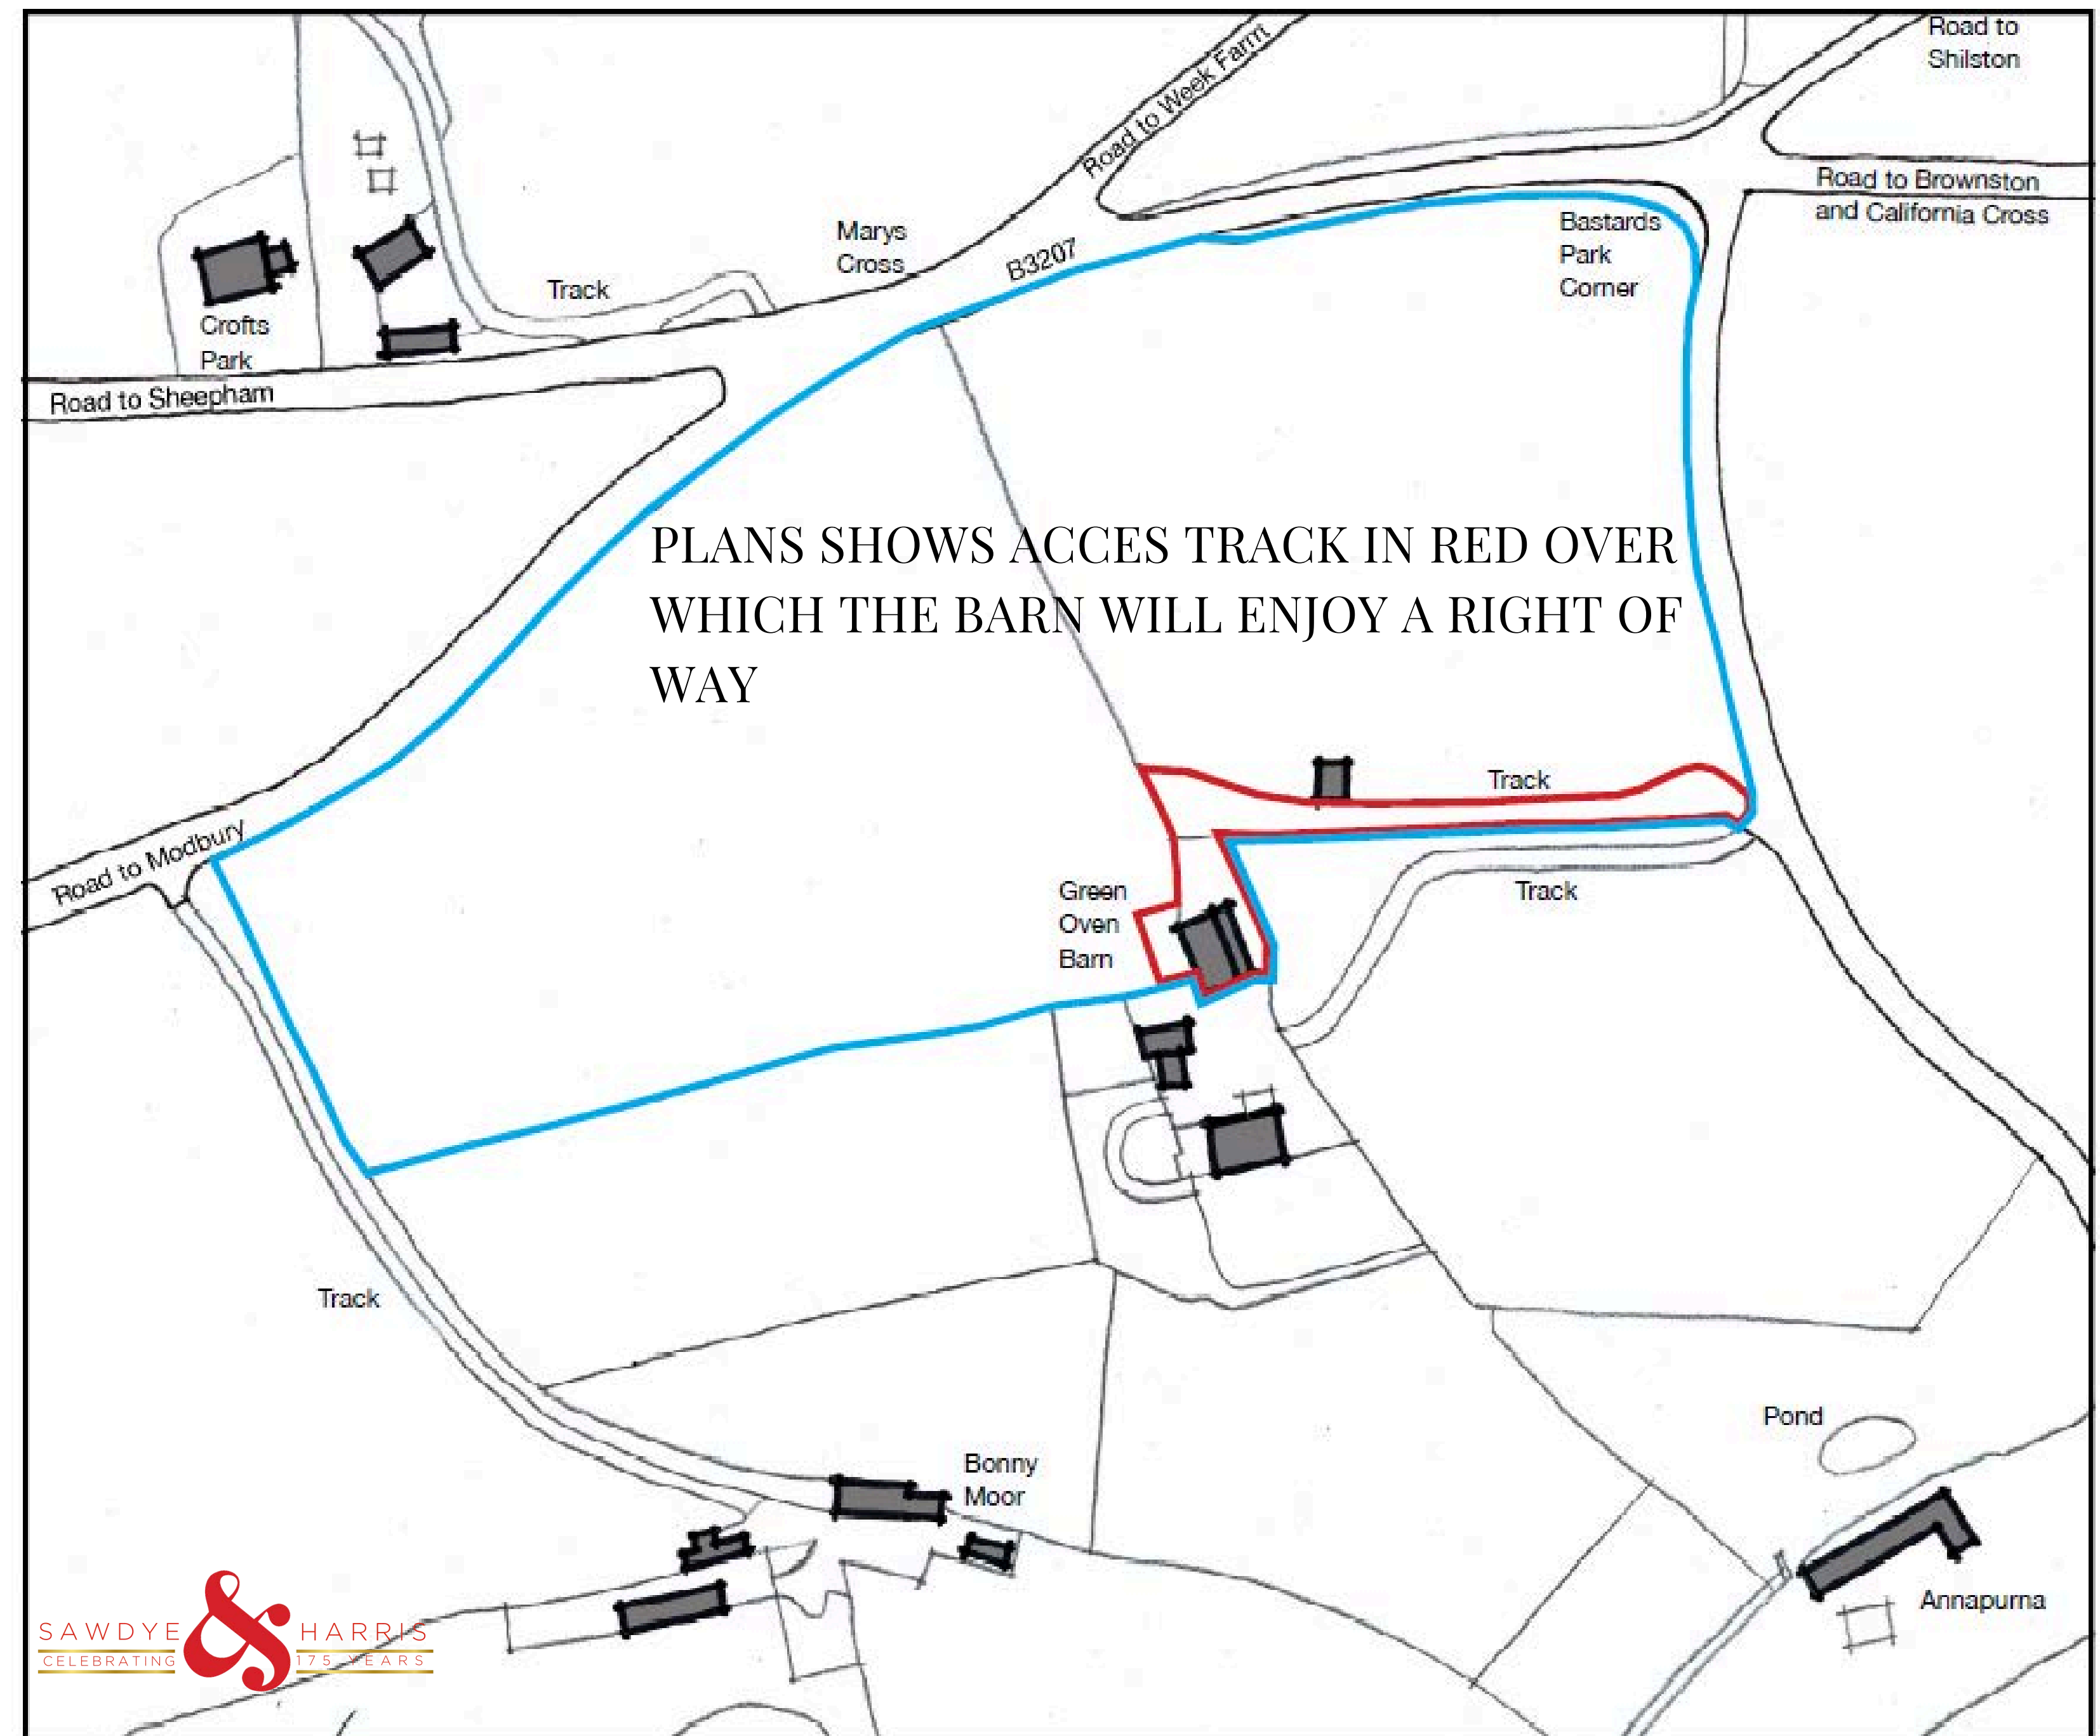 Road to
Shilston
Road to Week Farm
Road to Brownston
and California Cross
Marys
Cross
B3207
Bastards
Park
Corner
Track
Crofts
Park
Road to Sheepham
PLANS SHOWS ACCES TRACK IN RED OVER
WHICH THE BARN WILL ENJOY A RIGHT OF
WAY
Track
Road to Modbury
Track
Green
Oven
Barn
Track
Pond
Bonny
Moor
Annapurna
SAWDYE & HARRIS
CELEBRATING 175 YEARS